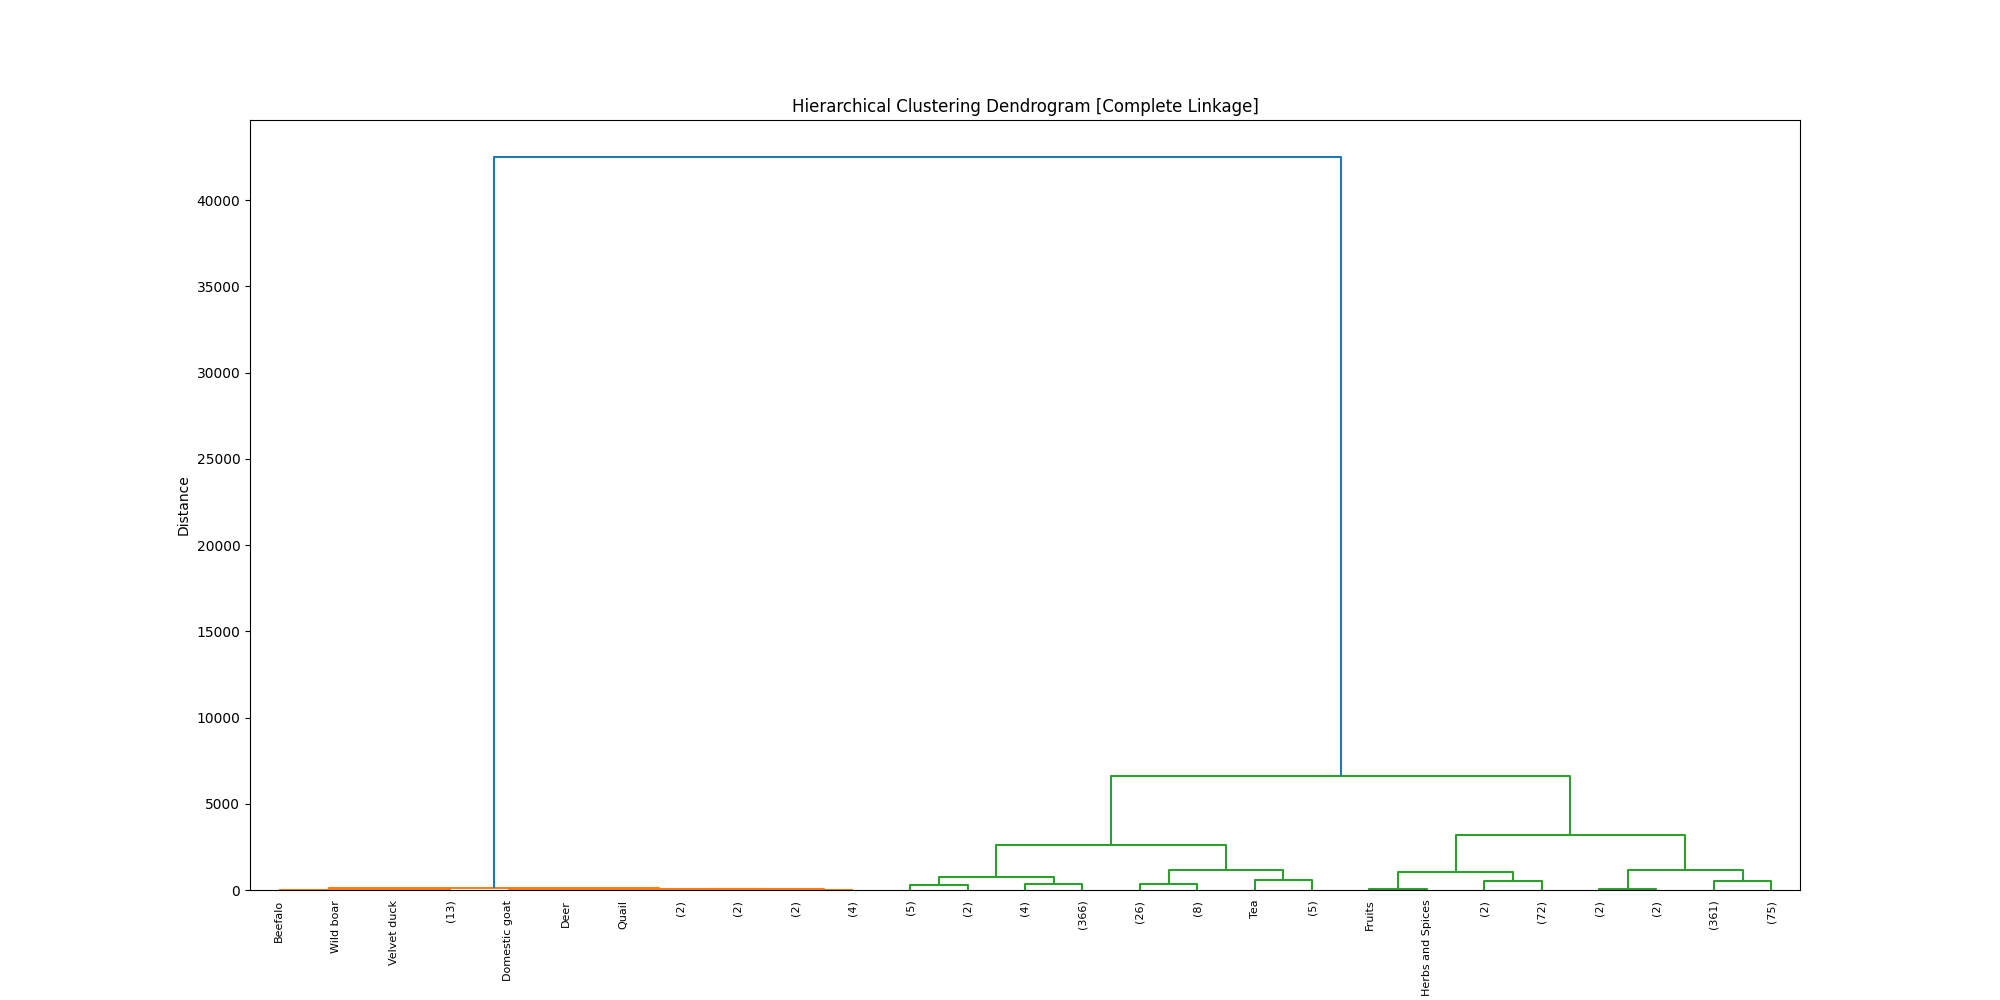 Hierarchical Clustering Dendrogram [Complete Linkage]
Distance
40000
35000
30000
25000
20000
15000
10000
5000
0
Beefalo
Wild boar
Velvet duck
(13)
Domestic goat
Deer
Quail
(2)
(2)
(2)
(4)
(5)
(2)
(4)
(366)
(26)
(8)
Tea
(5)
Fruits
Herbs and Spices
(2)
(72)
(2)
(2)
(361)
(75)